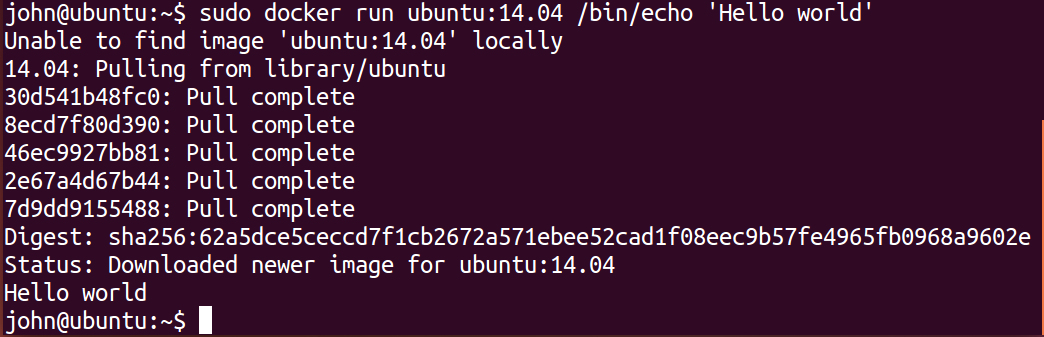 john@ubuntu:~$ sudo docker run ubuntu:14.04 /bin/echo 'Hello world'
Unable to find image 'ubuntu:14.04' locally
14.04: Pulling from library/ubuntu
30d541b48fc0: Pull complete
8ecd7f80d390: Pull complete
46ec9927bb81: Pull complete
2e67a4d67b44: Pull complete
7d9dd9155488: Pull complete
Digest: sha256:62a5dce5ceccd7f1cb2672a571ebee52cad1f08eec9b57fe4965fb0968a9602e
Status: Downloaded newer image for ubuntu:14.04
Hello world
john@ubuntu:~$